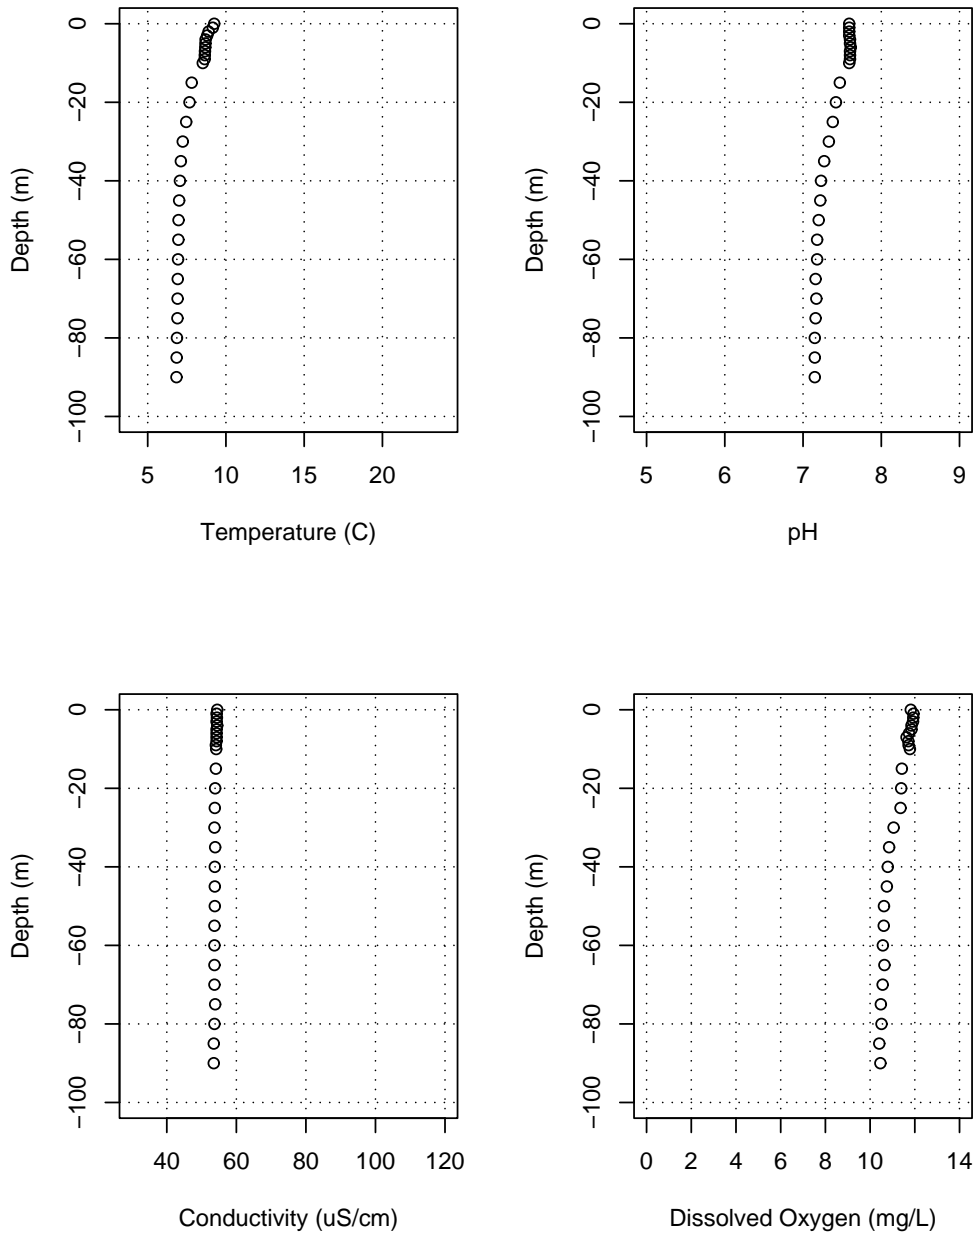 0
−20
−40
−60
−80
−100
Depth (m)
5 10 15 20
Temperature (C)
0
−20
−40
−60
−80
−100
Depth (m)
5 6 7 8 9
pH
0
−20
−40
−60
−80
−100
Depth (m)
40 60 80 100 120
Conductivity (uS/cm)
0
−20
−40
−60
−80
−100
Depth (m)
0 2 4 6 8 10 14
Dissolved Oxygen (mg/L)